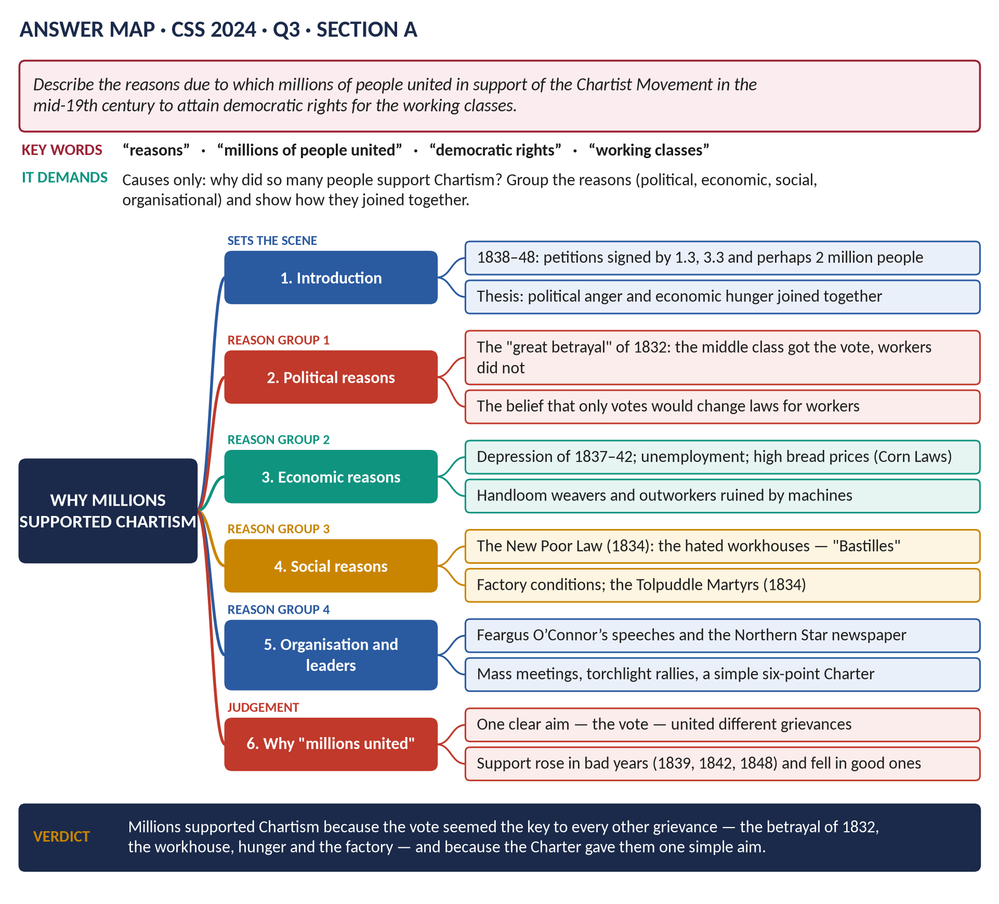 ANSWER MAP · CSS 2024 · Q3 · SECTION A
Describe the reasons due to which millions of people united in support of the Chartist Movement in the
mid-19th century to attain democratic rights for the working classes.
KEY WORDS “reasons” · “millions of people united” · “democratic rights” · “working classes”
IT DEMANDS Causes only: why did so many people support Chartism? Group the reasons (political, economic, social,
organisational) and show how they joined together.
WHY MILLIONS
SUPPORTED CHARTISM
SETS THE SCENE
1. Introduction
1838–48: petitions signed by 1.3, 3.3 and perhaps 2 million people
Thesis: political anger and economic hunger joined together
REASON GROUP 1
2. Political reasons
The "great betrayal" of 1832: the middle class got the vote, workers
did not
The belief that only votes would change laws for workers
REASON GROUP 2
3. Economic reasons
Depression of 1837–42; unemployment; high bread prices (Corn Laws)
Handloom weavers and outworkers ruined by machines
REASON GROUP 3
4. Social reasons
The New Poor Law (1834): the hated workhouses — "Bastilles"
Factory conditions; the Tolpuddle Martyrs (1834)
REASON GROUP 4
5. Organisation and
leaders
Feargus O’Connor’s speeches and the Northern Star newspaper
Mass meetings, torchlight rallies, a simple six-point Charter
JUDGEMENT
6. Why "millions united"
One clear aim — the vote — united different grievances
Support rose in bad years (1839, 1842, 1848) and fell in good ones
VERDICT Millions supported Chartism because the vote seemed the key to every other grievance — the betrayal of 1832,
the workhouse, hunger and the factory — and because the Charter gave them one simple aim.